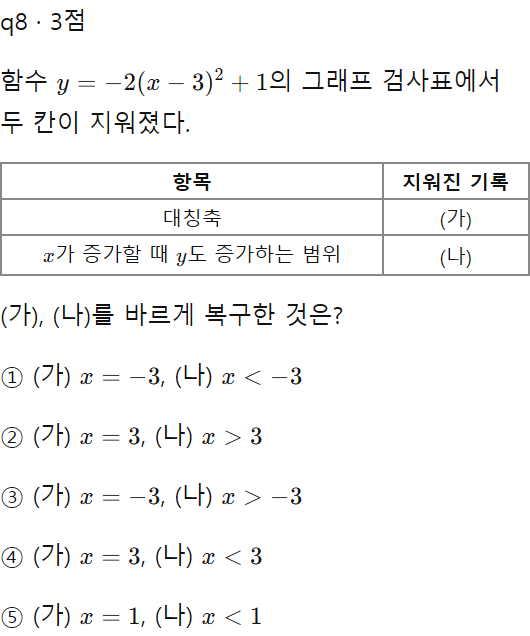 q8 · 3점
함수 y = −2(x − 3)² + 1의 그래프 검사표에서
두 칸이 지워졌다.
항목 지워진 기록
대칭축 (가)
x가 증가할 때 y도 증가하는 범위 (나)
(가), (나)를 바르게 복구한 것은?
① (가) x = −3, (나) x < −3
② (가) x = 3, (나) x > 3
③ (가) x = −3, (나) x > −3
④ (가) x = 3, (나) x < 3
⑤ (가) x = 1, (나) x < 1